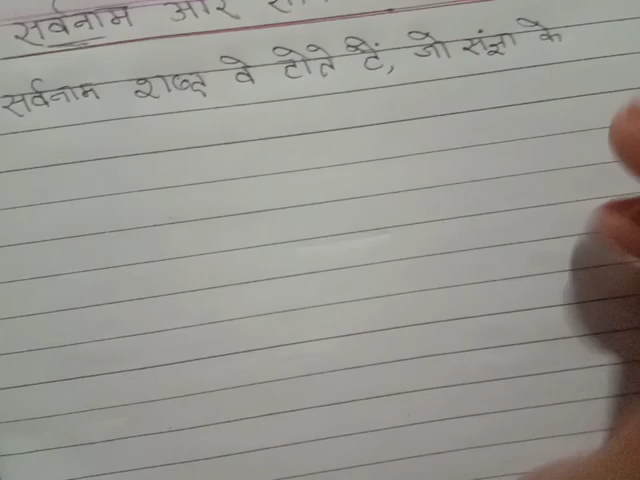 सर्वनाम और
सर्वनाम शब्द वे होते हैं, जो संज्ञा के